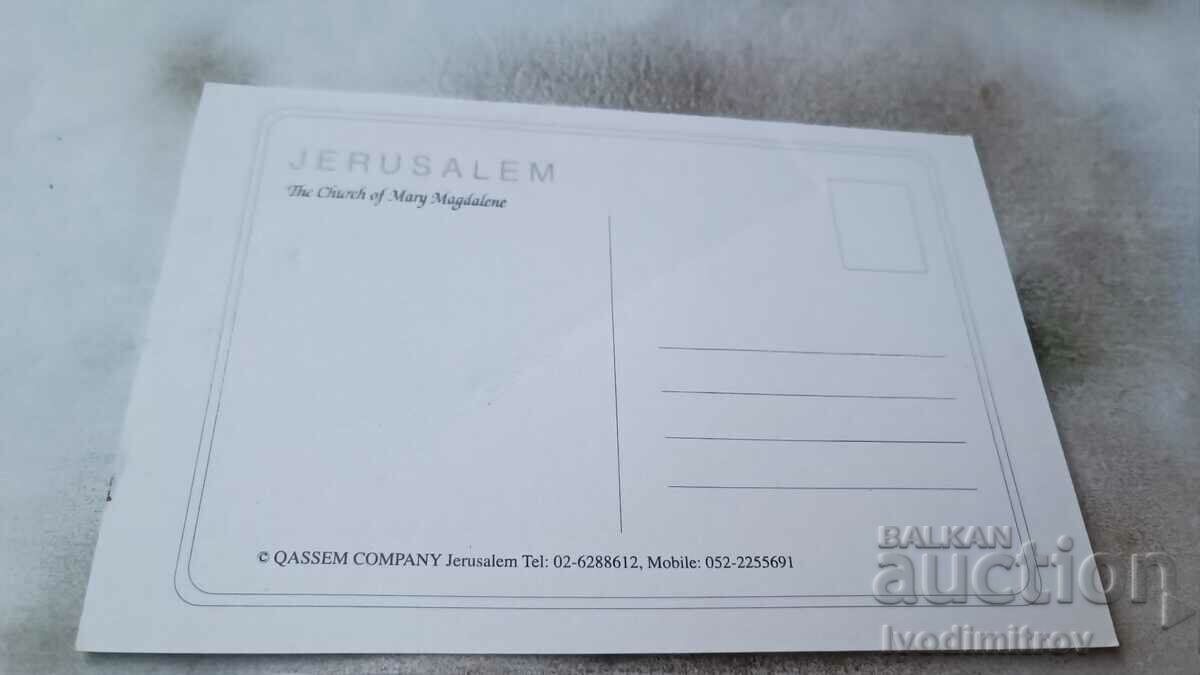 JERUSALEM
The Church of Mary Magdalene
© QASSEM COMPANY Jerusalem Tel: 02-6288612, Mobile: 052-2255691
BALKAN
auction
Ivodimitrov